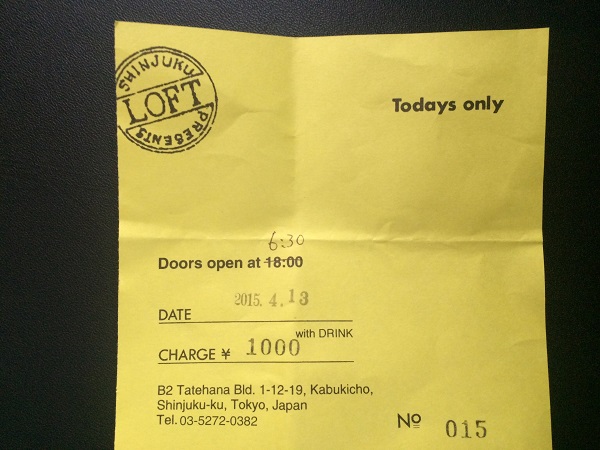 SHINJUKU
LOFT
PRESENTS
Todays only
6:30
Doors open at 18:00
DATE 2015. 4. 13
with DRINK
CHARGE ¥ 1000
B2 Tatehana Bld. 1-12-19, Kabukicho,
Shinjuku-ku, Tokyo, Japan
Tel. 03-5272-0382
No 015